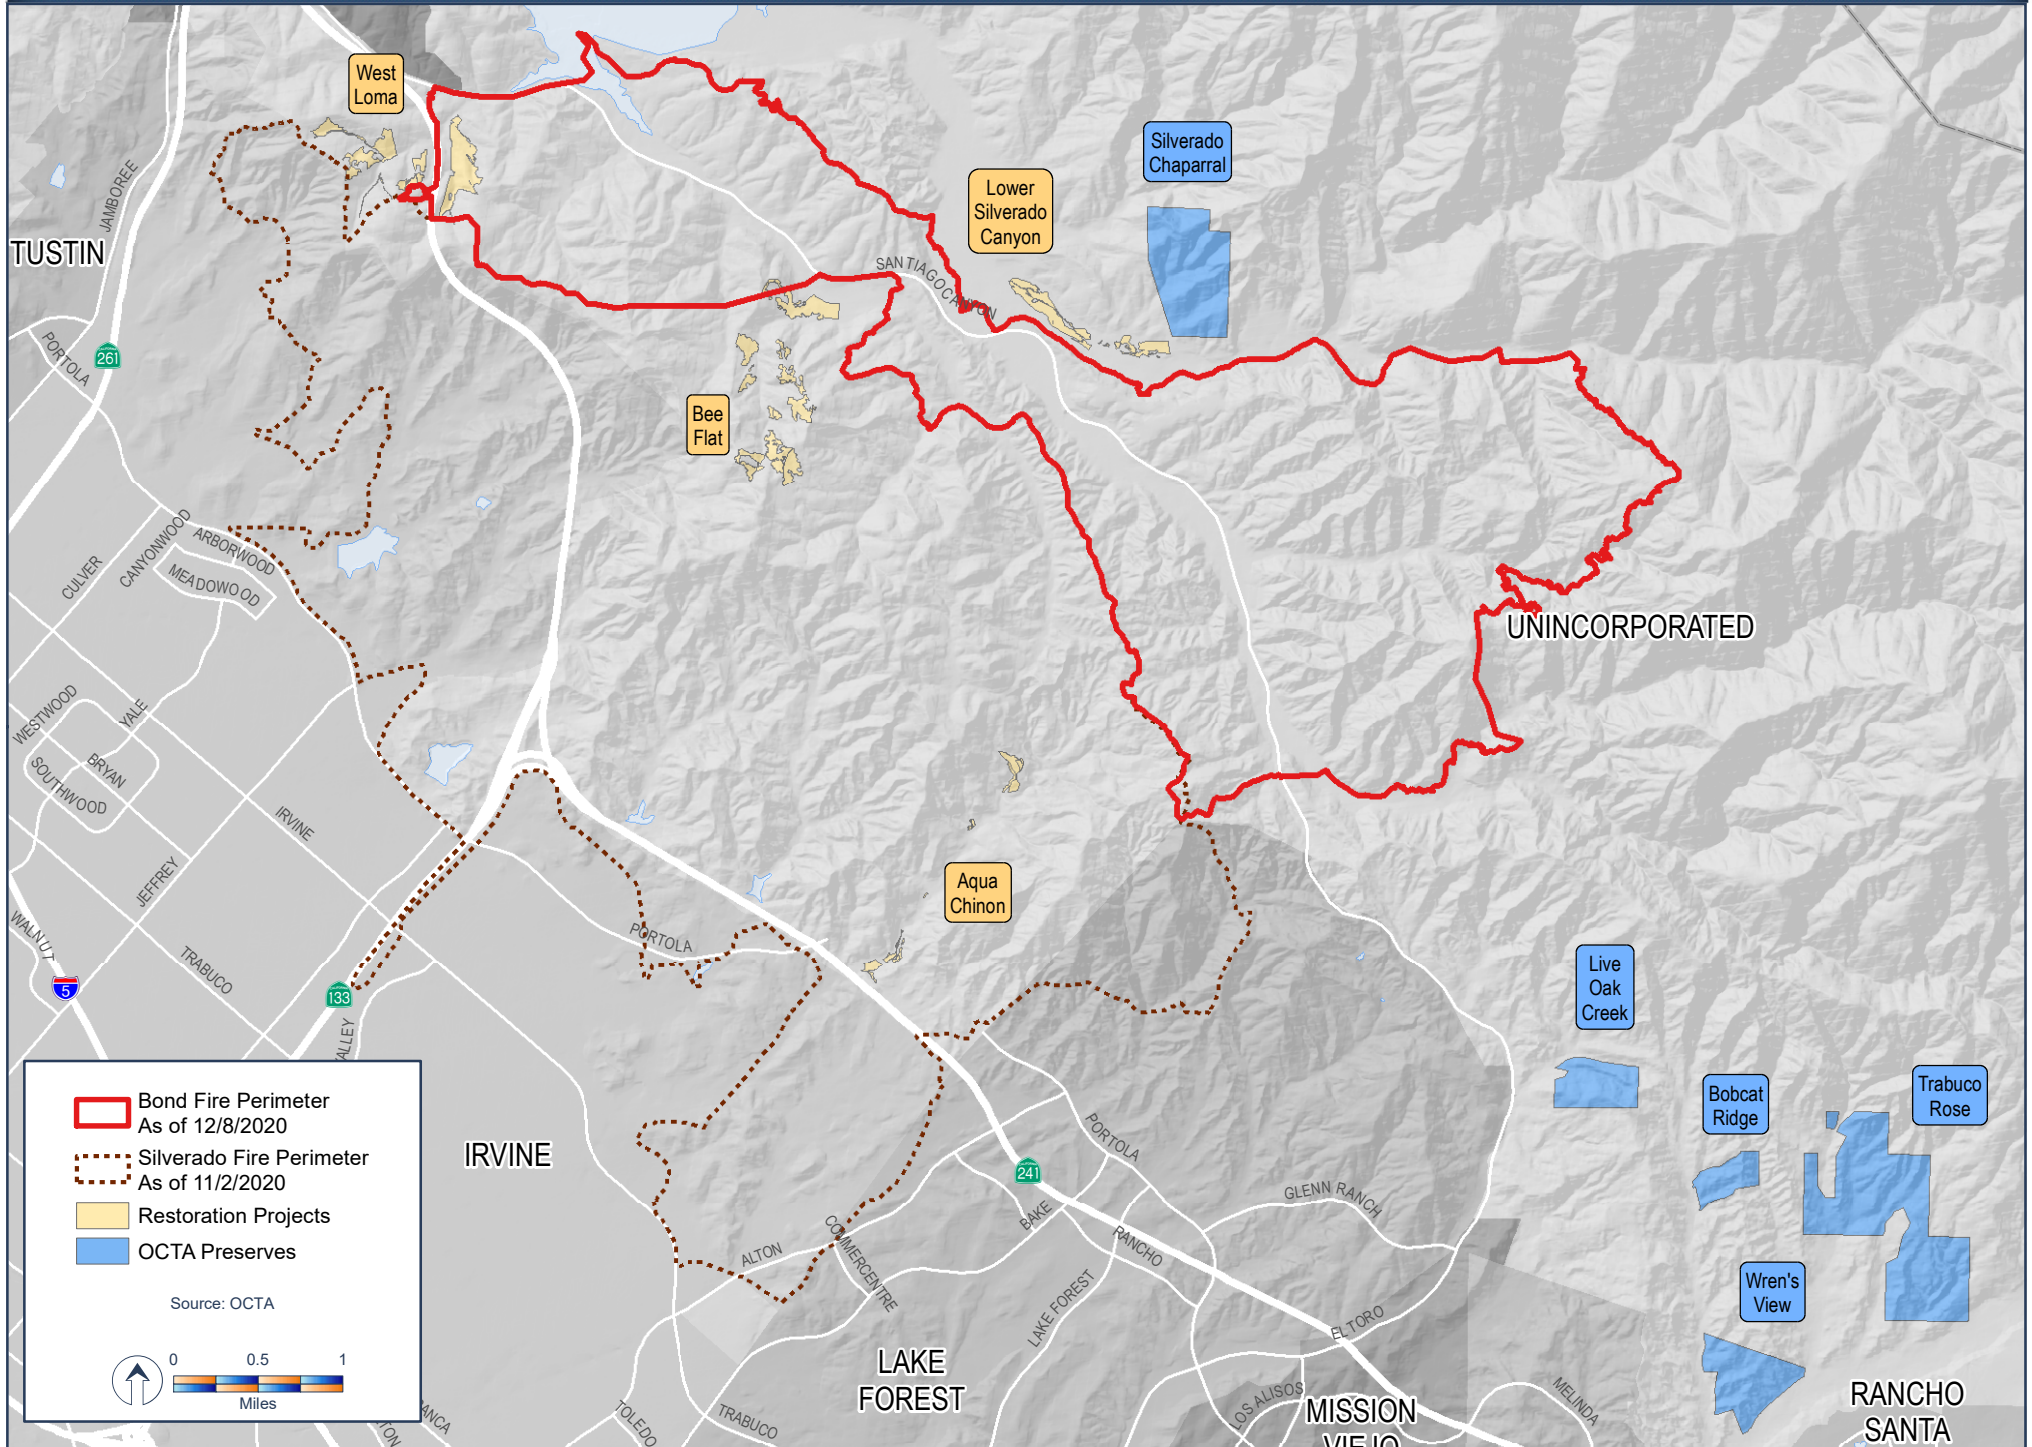 West
Loma
Silverado
Chaparral
Lower
Silverado
Canyon
JAMBOREE
TUSTIN
SANTIAGO CANYON
261
PORTOLA
Bee
Flat
CULVER
CANYONWOOD
ARBORWOOD
MEADOWOOD
UNINCORPORATED
WESTWOOD
YALE
BRYAN
SOUTHWOOD
IRVINE
JEFFREY
Aqua
Chinon
WALNUT
TRABUCO
PORTOLA
5
133
Live
Oak
Creek
ALLEY
Bobcat
Ridge
Trabuco
Rose
Bond Fire Perimeter
As of 12/8/2020
Silverado Fire Perimeter
As of 11/2/2020
Restoration Projects
OCTA Preserves
Source: OCTA
0 0.5 1
Miles
IRVINE
PORTOLA
241
BAKE
GLENN RANCH
RANCHO
COMMERCENTRE
ALTON
LAKE FOREST
Wren's
View
EL TORO
LAKE
FOREST
LOS ALISOS
MISSION
VIEJO
MELINDA
RANCHO
SANTA
TOLEDO
TRABUCO
ANCA
TON